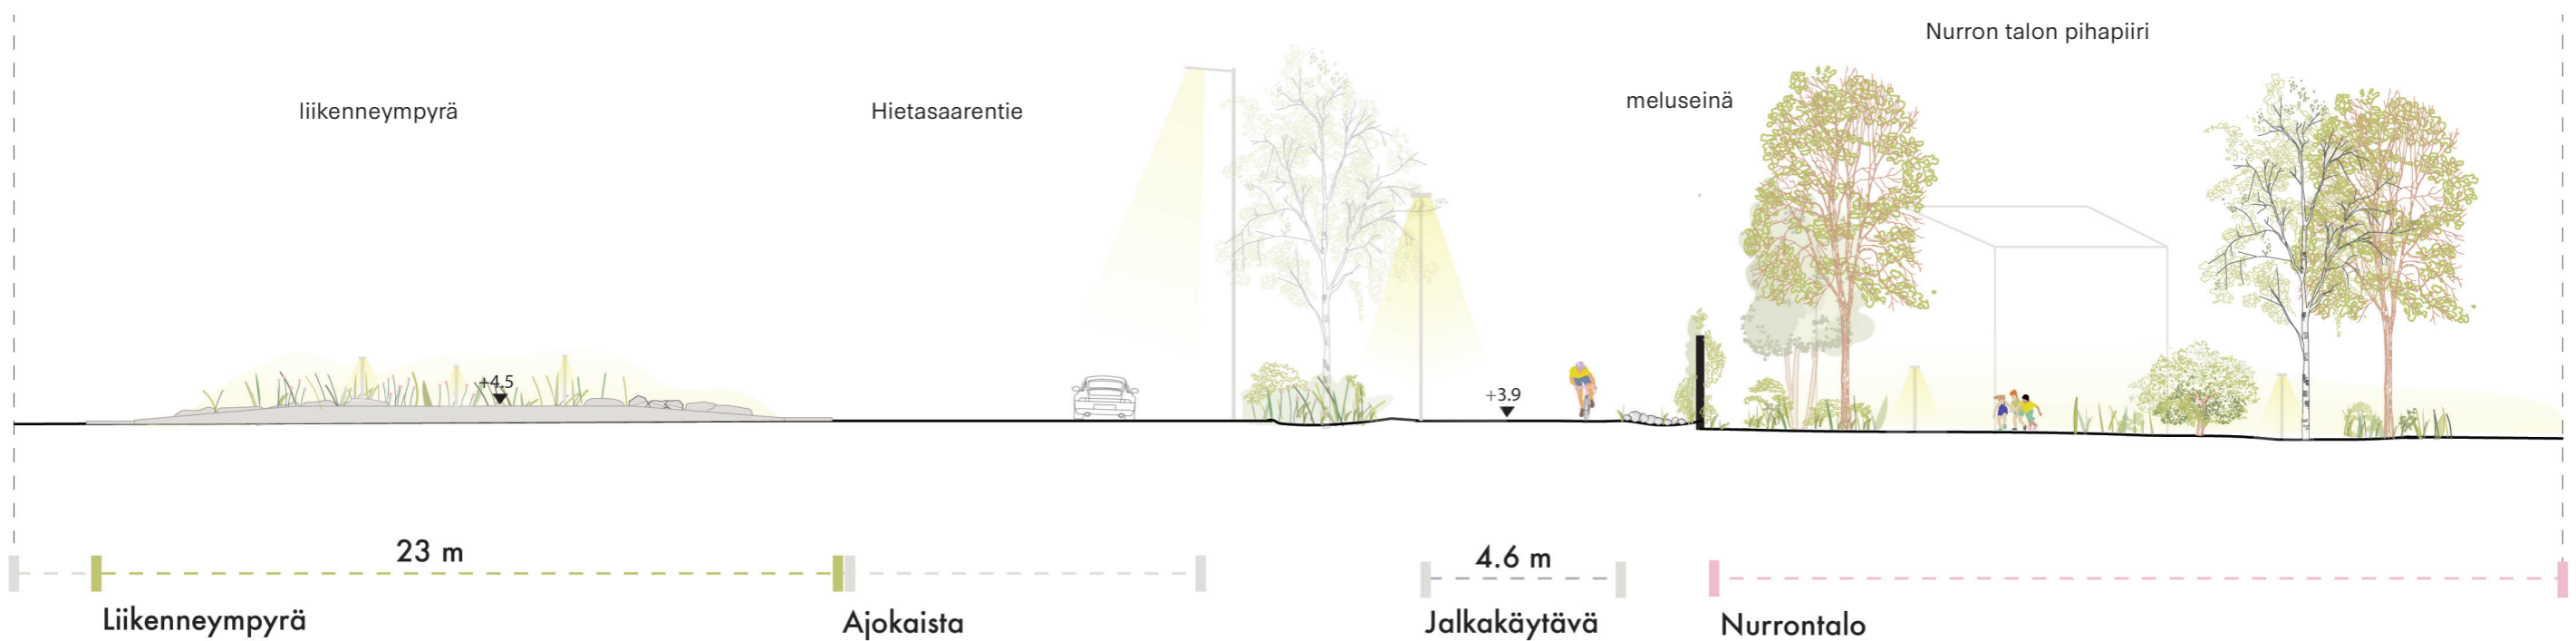 Nurron talon pihapiiri
liikenneympyrä
Hietasaarentie
meluseinä
+4.5
+3.9
23 m
4.6 m
Liikenneympyrä
Ajokaista
Jalkakäytävä
Nurrontalo